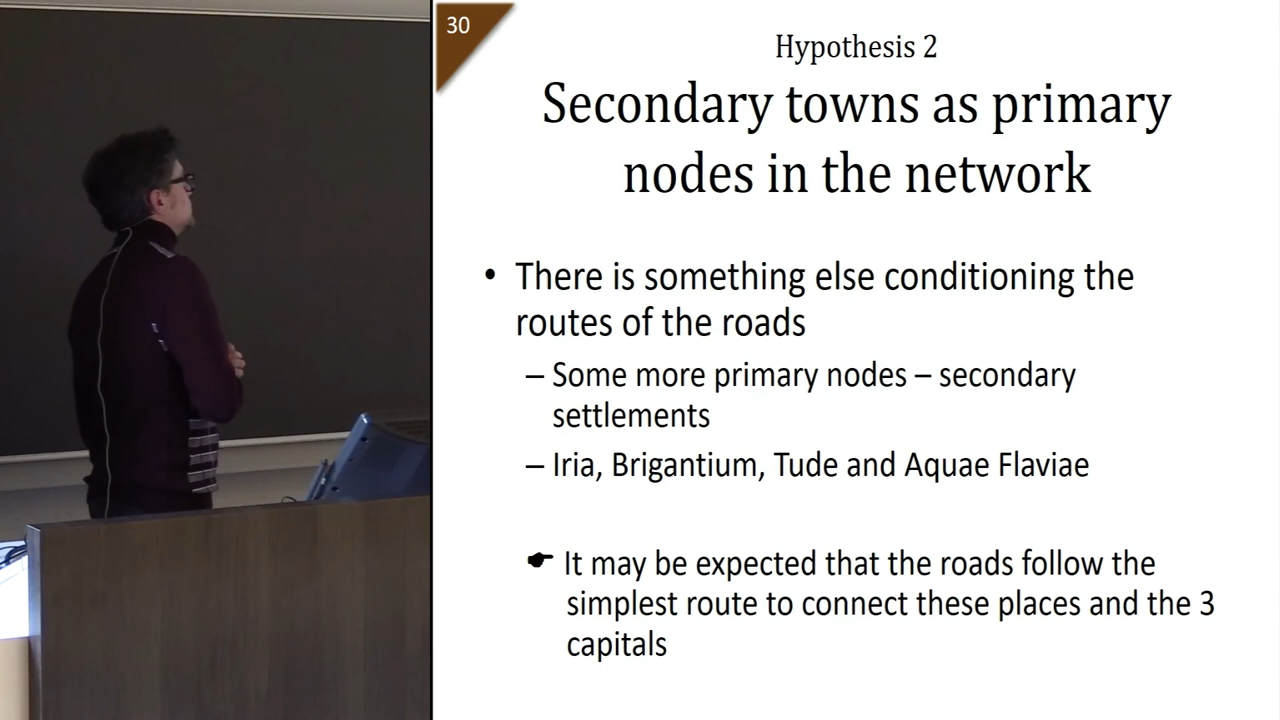 30
Hypothesis 2
Secondary towns as primary
nodes in the network
• There is something else conditioning the
routes of the roads
– Some more primary nodes – secondary
settlements
– Iria, Brigantium, Tude and Aquae Flaviae
☛ It may be expected that the roads follow the
simplest route to connect these places and the 3
capitals